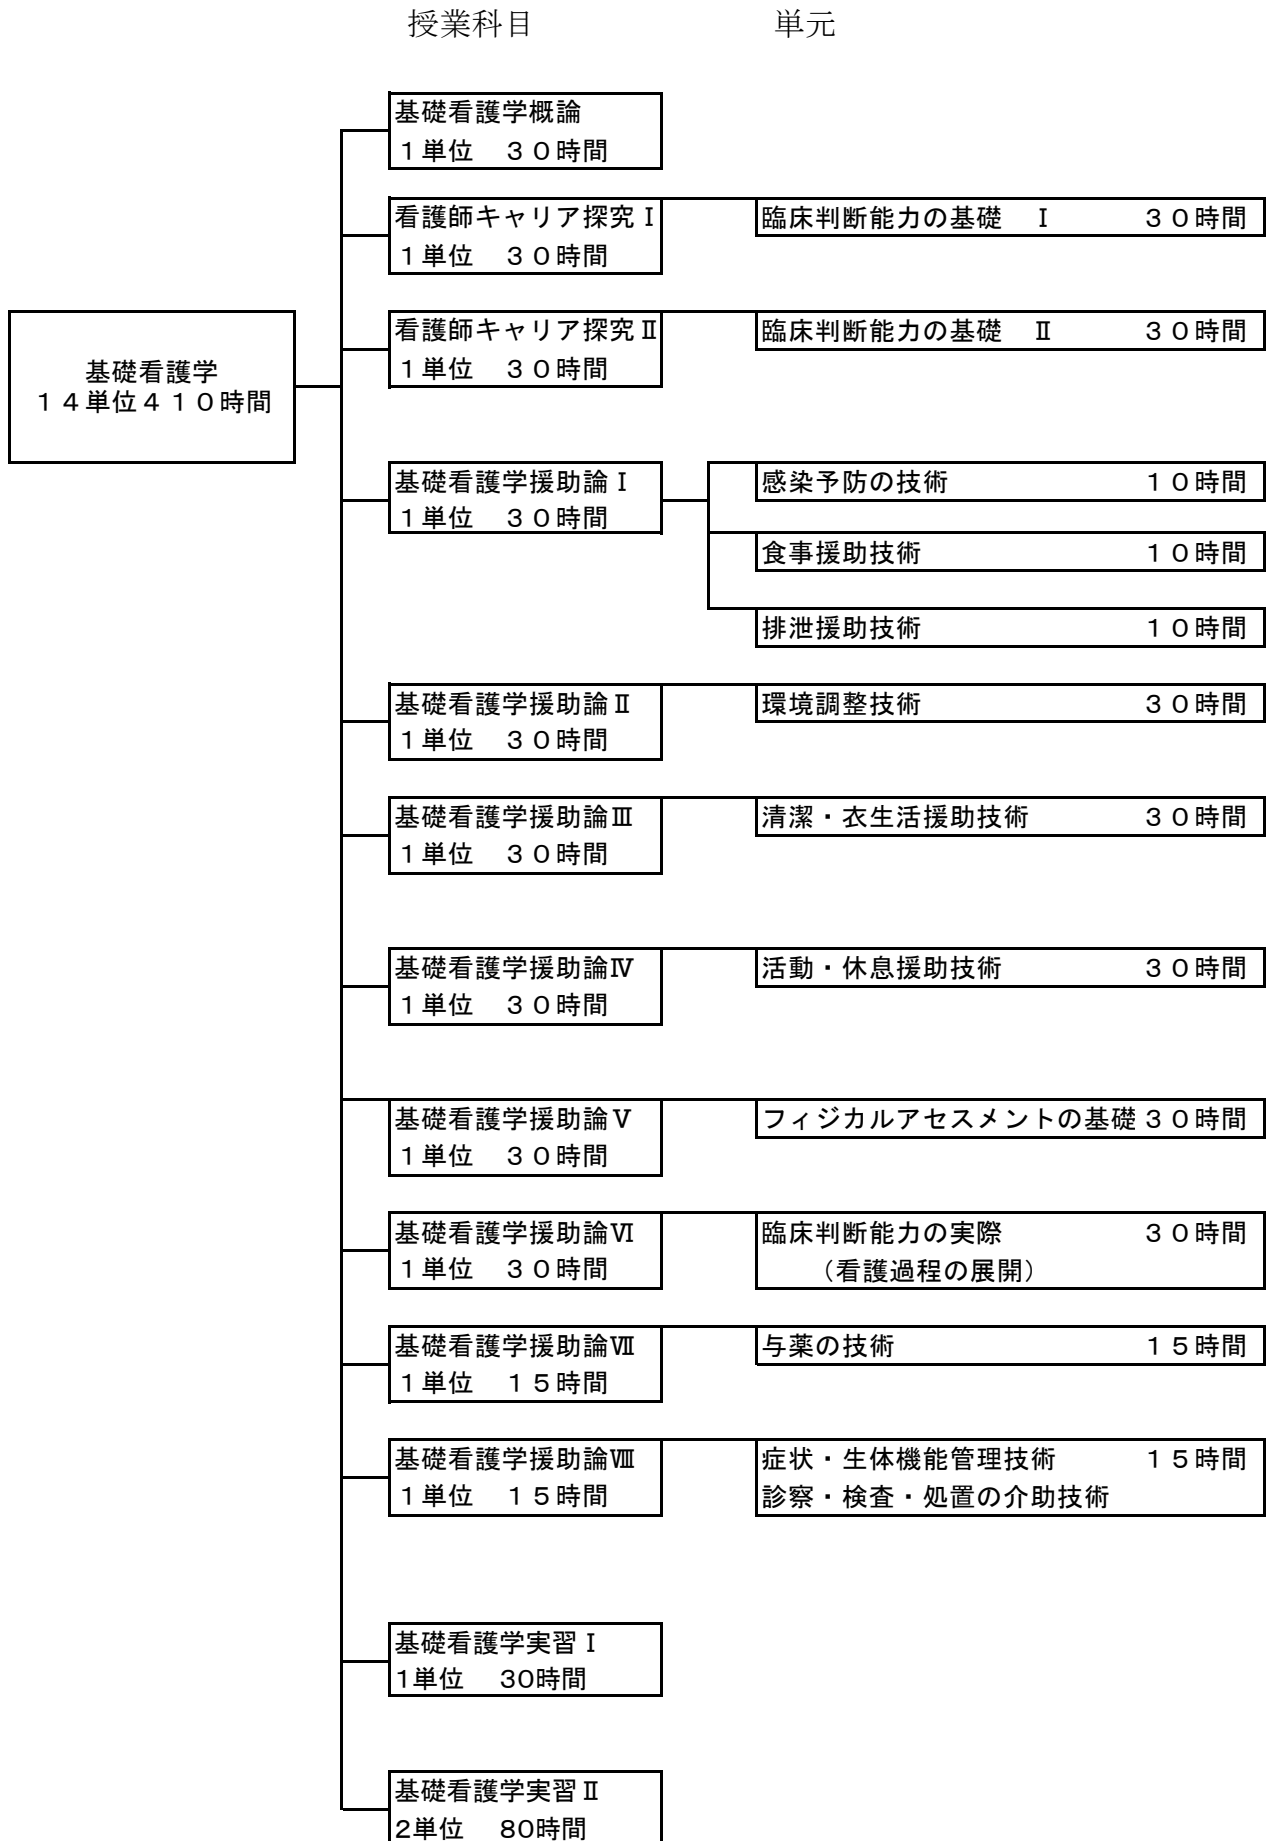 授業科目　単元
基礎看護学概論
１単位　３０時間
看護師キャリア探究Ⅰ　臨床判断能力の基礎　Ⅰ　３０時間
１単位　３０時間
看護師キャリア探究Ⅱ　臨床判断能力の基礎　Ⅱ　３０時間
１単位　３０時間
基礎看護学
１４単位４１０時間
基礎看護学援助論Ⅰ　感染予防の技術　１０時間
１単位　３０時間
食事援助技術　１０時間
排泄援助技術　１０時間
基礎看護学援助論Ⅱ　環境調整技術　３０時間
１単位　３０時間
基礎看護学援助論Ⅲ　清潔・衣生活援助技術　３０時間
１単位　３０時間
基礎看護学援助論Ⅳ　活動・休息援助技術　３０時間
１単位　３０時間
基礎看護学援助論Ⅴ　フィジカルアセスメントの基礎３０時間
１単位　３０時間
基礎看護学援助論Ⅵ　臨床判断能力の実際　３０時間
１単位　３０時間　（看護過程の展開）
基礎看護学援助論Ⅶ　与薬の技術　１５時間
１単位　１５時間
基礎看護学援助論Ⅷ　症状・生体機能管理技術　１５時間
１単位　１５時間　診察・検査・処置の介助技術
基礎看護学実習Ⅰ
1単位　30時間
基礎看護学実習Ⅱ
2単位　80時間